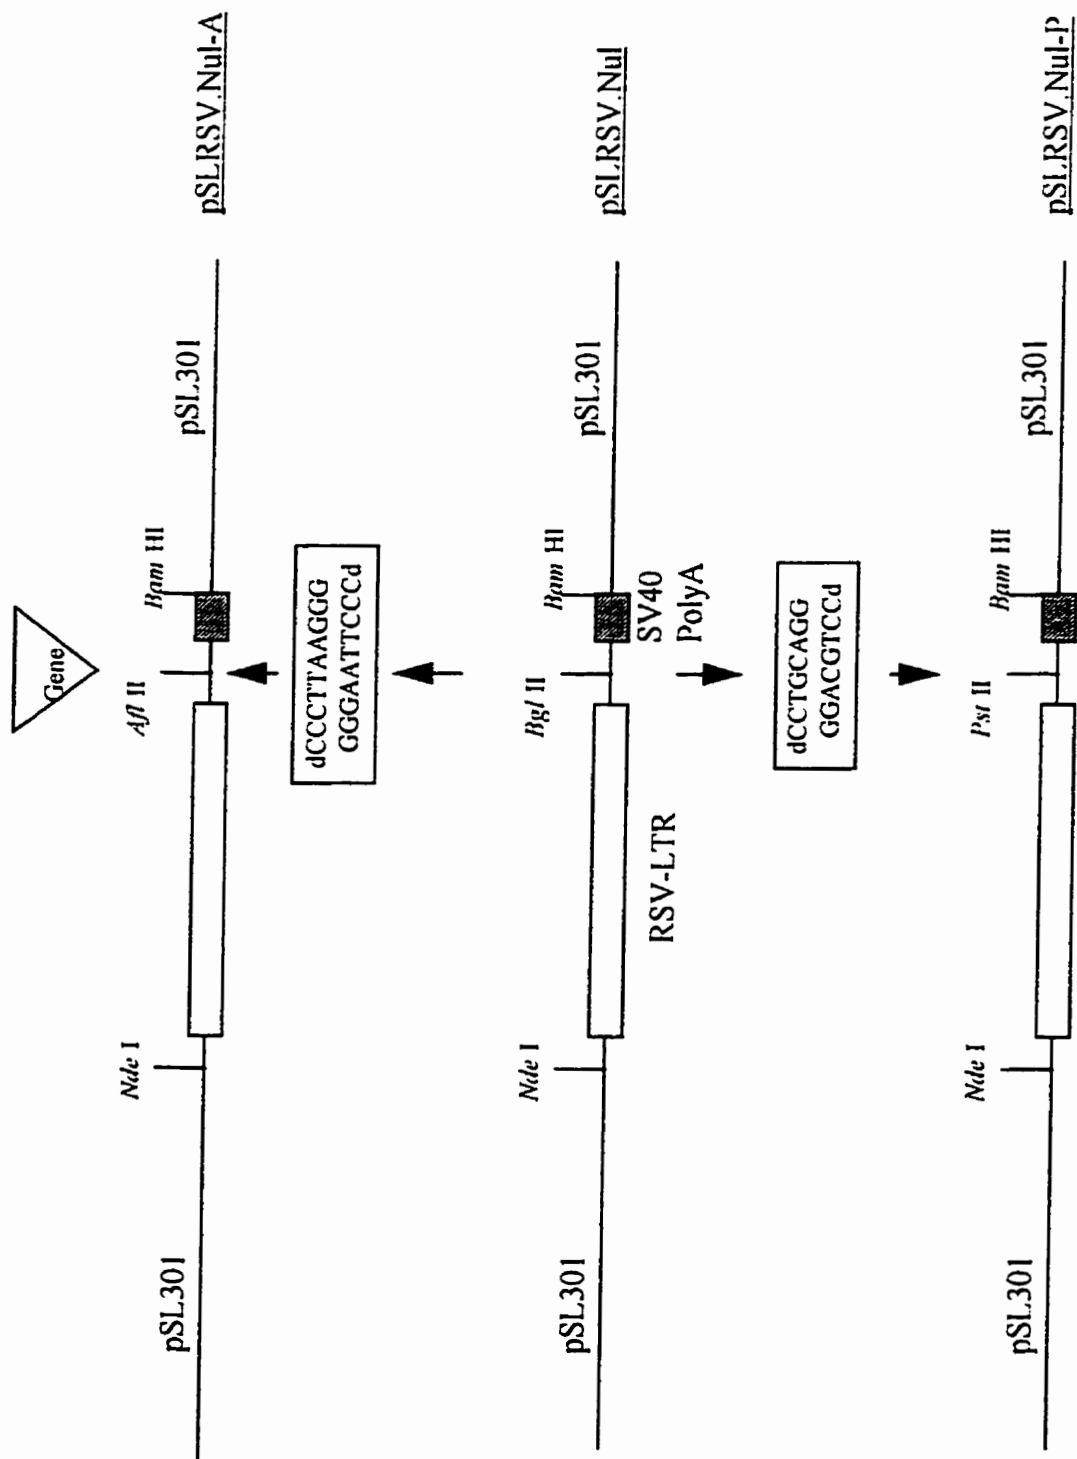 Gene
Afl II
Bam HI
Nde I
pSL301
pSL301
pSLRSV.Nul-A
dCCCTTAAGGG
GGGAATTCCCd
Nde I
Bgl II
Bam HI
pSL301
RSV-LTR
SV40
PolyA
pSL301
pSLRSV.Nul
dCCTGCAGG
GGACGTCCd
Nde I
Pst II
Bam HI
pSL301
pSL301
pSLRSV.Nul-P